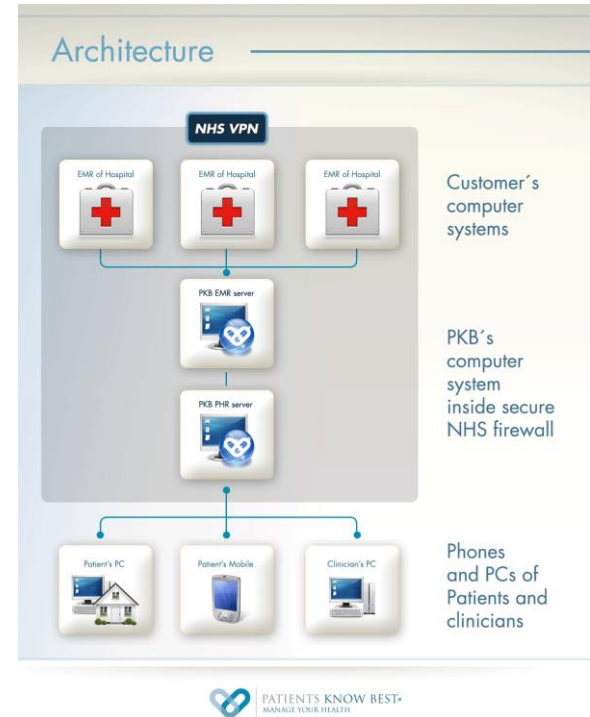 Architecture
NHS VPN
EMR of Hospital
EMR of Hospital
EMR of Hospital
Customer´s
computer
systems
PKB EMR server
PKB PHR server
PKB´s
computer
system
inside secure
NHS firewall
Patient's PC
Patient's Mobile
Clinician's PC
Phones
and PCs of
Patients and
clinicians
PATIENTS KNOW BEST®
MANAGE YOUR HEALTH